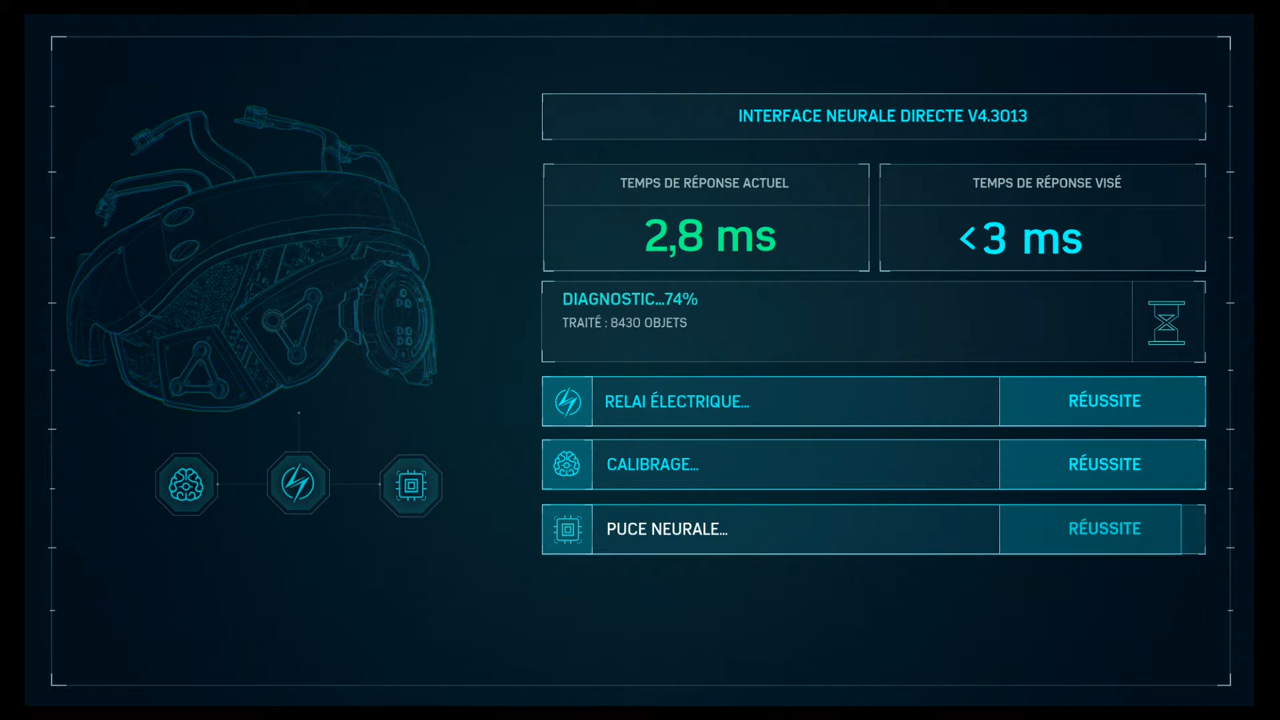 INTERFACE NEURALE DIRECTE V4.3013
TEMPS DE RÉPONSE ACTUEL
2,8 ms
TEMPS DE RÉPONSE VISÉ
<3 ms
DIAGNOSTIC...74%
TRAITÉ : 8430 OBJETS
RELAI ÉLECTRIQUE...
RÉUSSITE
CALIBRAGE...
RÉUSSITE
PUCE NEURALE...
RÉUSSITE